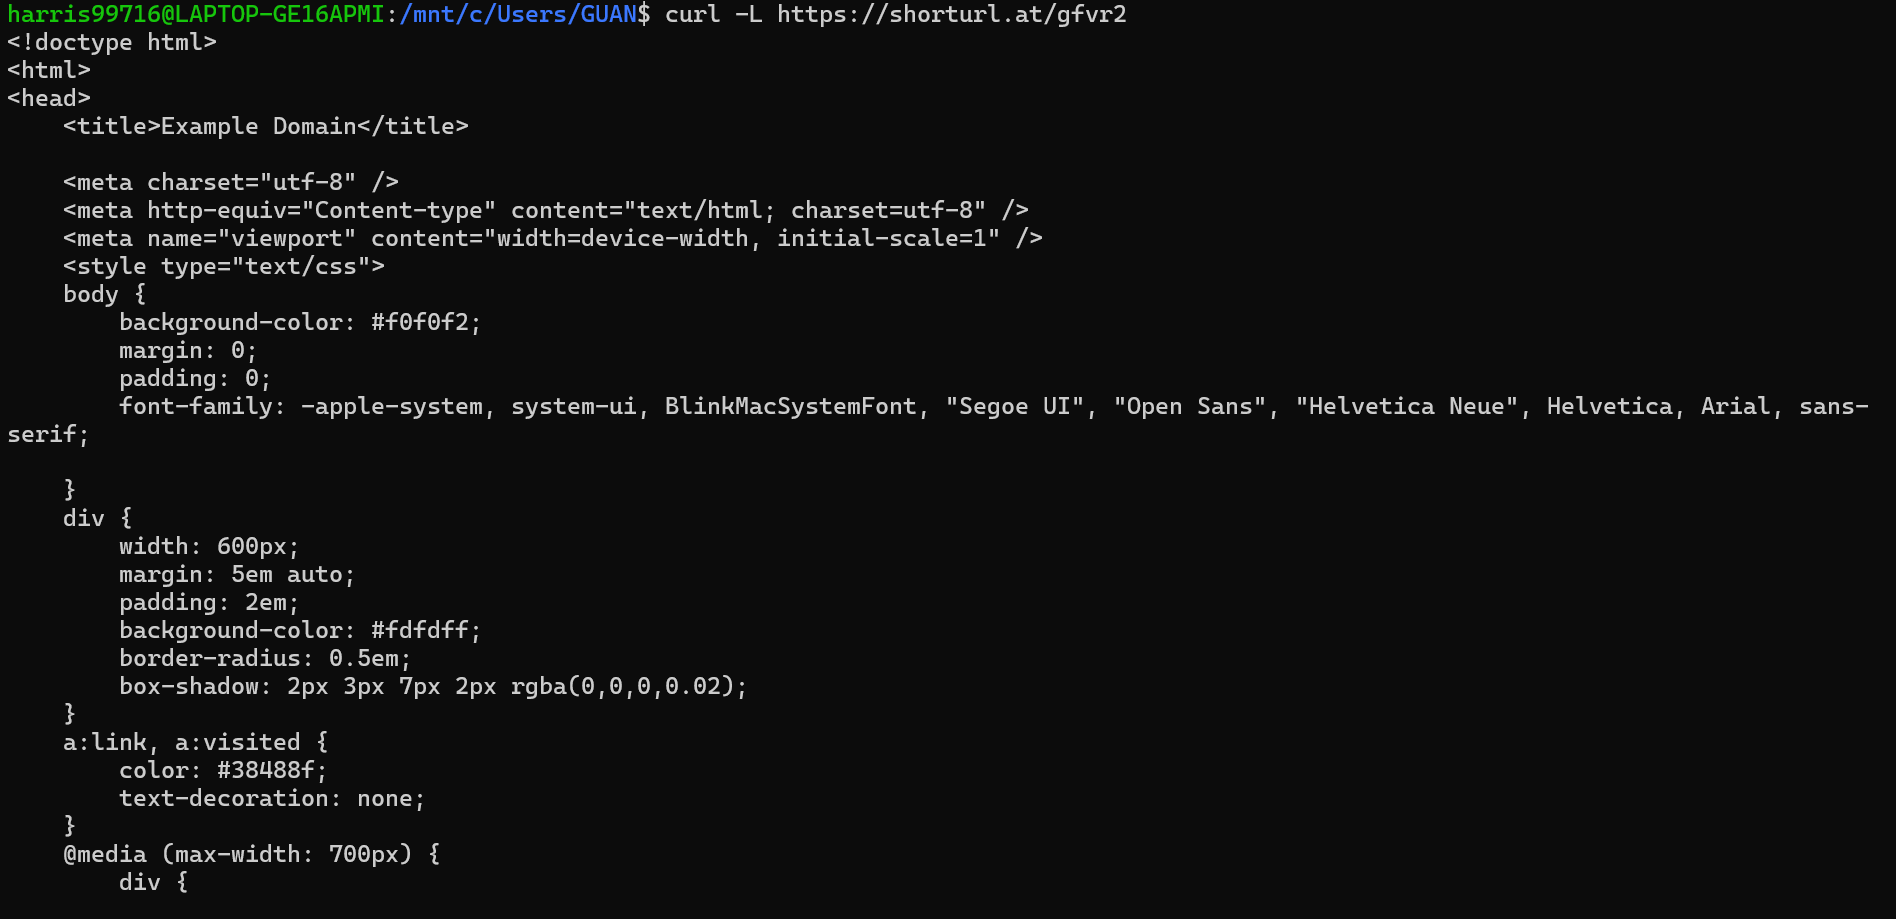 harris99716@LAPTOP-GE16APMI:/mnt/c/Users/GUAN$ curl -L https://shorturl.at/gfvr2
<!doctype html>
<html>
<head>
    <title>Example Domain</title>

    <meta charset="utf-8" />
    <meta http-equiv="Content-type" content="text/html; charset=utf-8" />
    <meta name="viewport" content="width=device-width, initial-scale=1" />
    <style type="text/css">
    body {
        background-color: #f0f0f2;
        margin: 0;
        padding: 0;
        font-family: -apple-system, system-ui, BlinkMacSystemFont, "Segoe UI", "Open Sans", "Helvetica Neue", Helvetica, Arial, sans-
serif;

    }
    div {
        width: 600px;
        margin: 5em auto;
        padding: 2em;
        background-color: #fdfdff;
        border-radius: 0.5em;
        box-shadow: 2px 3px 7px 2px rgba(0,0,0,0.02);
    }
    a:link, a:visited {
        color: #38488f;
        text-decoration: none;
    }
    @media (max-width: 700px) {
        div {